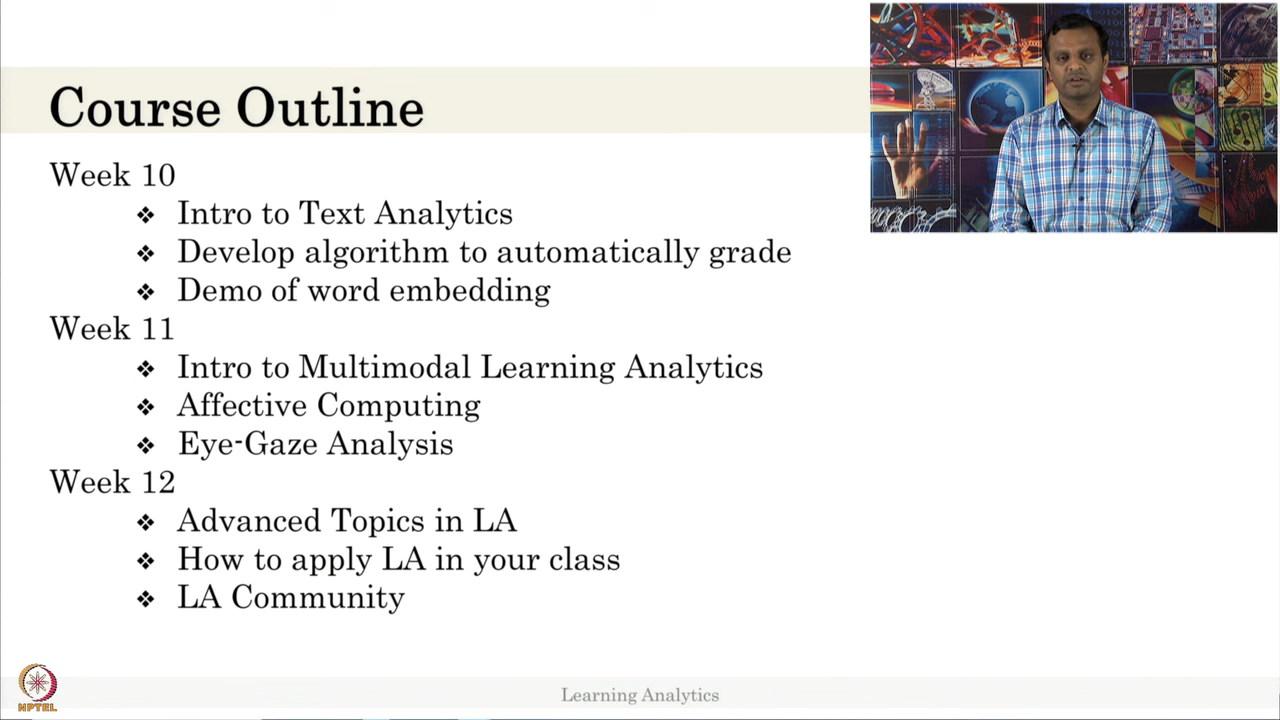 Course Outline
Week 10
❖ Intro to Text Analytics
❖ Develop algorithm to automatically grade
❖ Demo of word embedding
Week 11
❖ Intro to Multimodal Learning Analytics
❖ Affective Computing
❖ Eye-Gaze Analysis
Week 12
❖ Advanced Topics in LA
❖ How to apply LA in your class
❖ LA Community
NPTEL
Learning Analytics